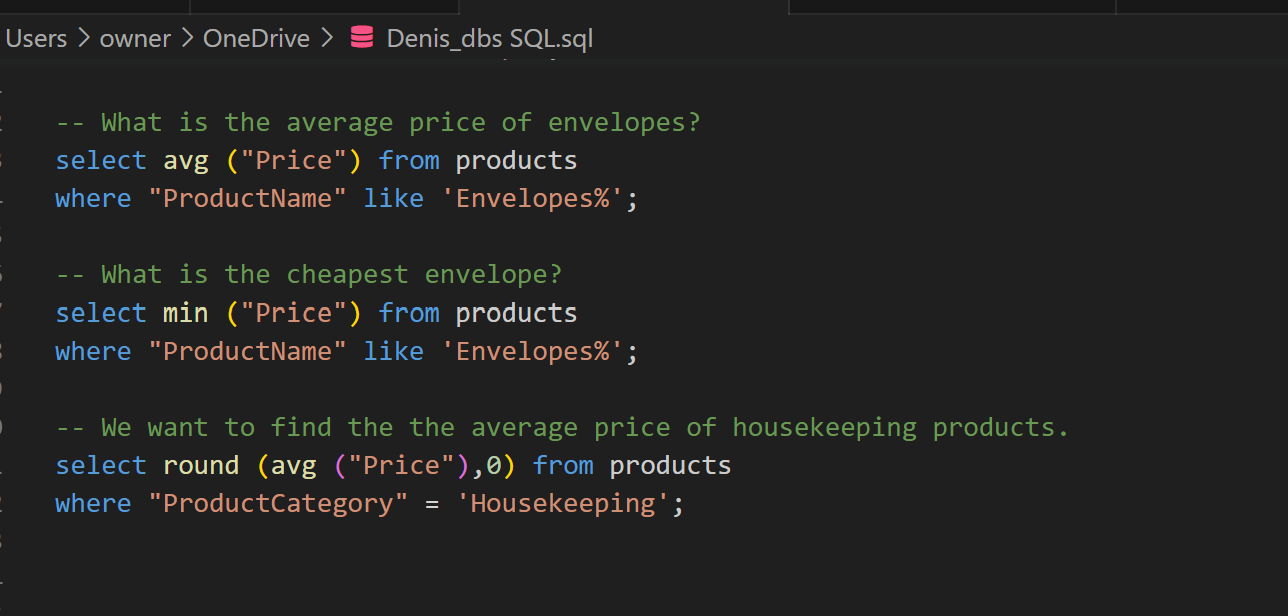 Users > owner > OneDrive > Denis_dbs SQL.sql
-- What is the average price of envelopes?
select avg ("Price") from products
where "ProductName" like 'Envelopes%';
-- What is the cheapest envelope?
select min ("Price") from products
where "ProductName" like 'Envelopes%';
-- We want to find the the average price of housekeeping products.
select round (avg ("Price"),0) from products
where "ProductCategory" = 'Housekeeping';